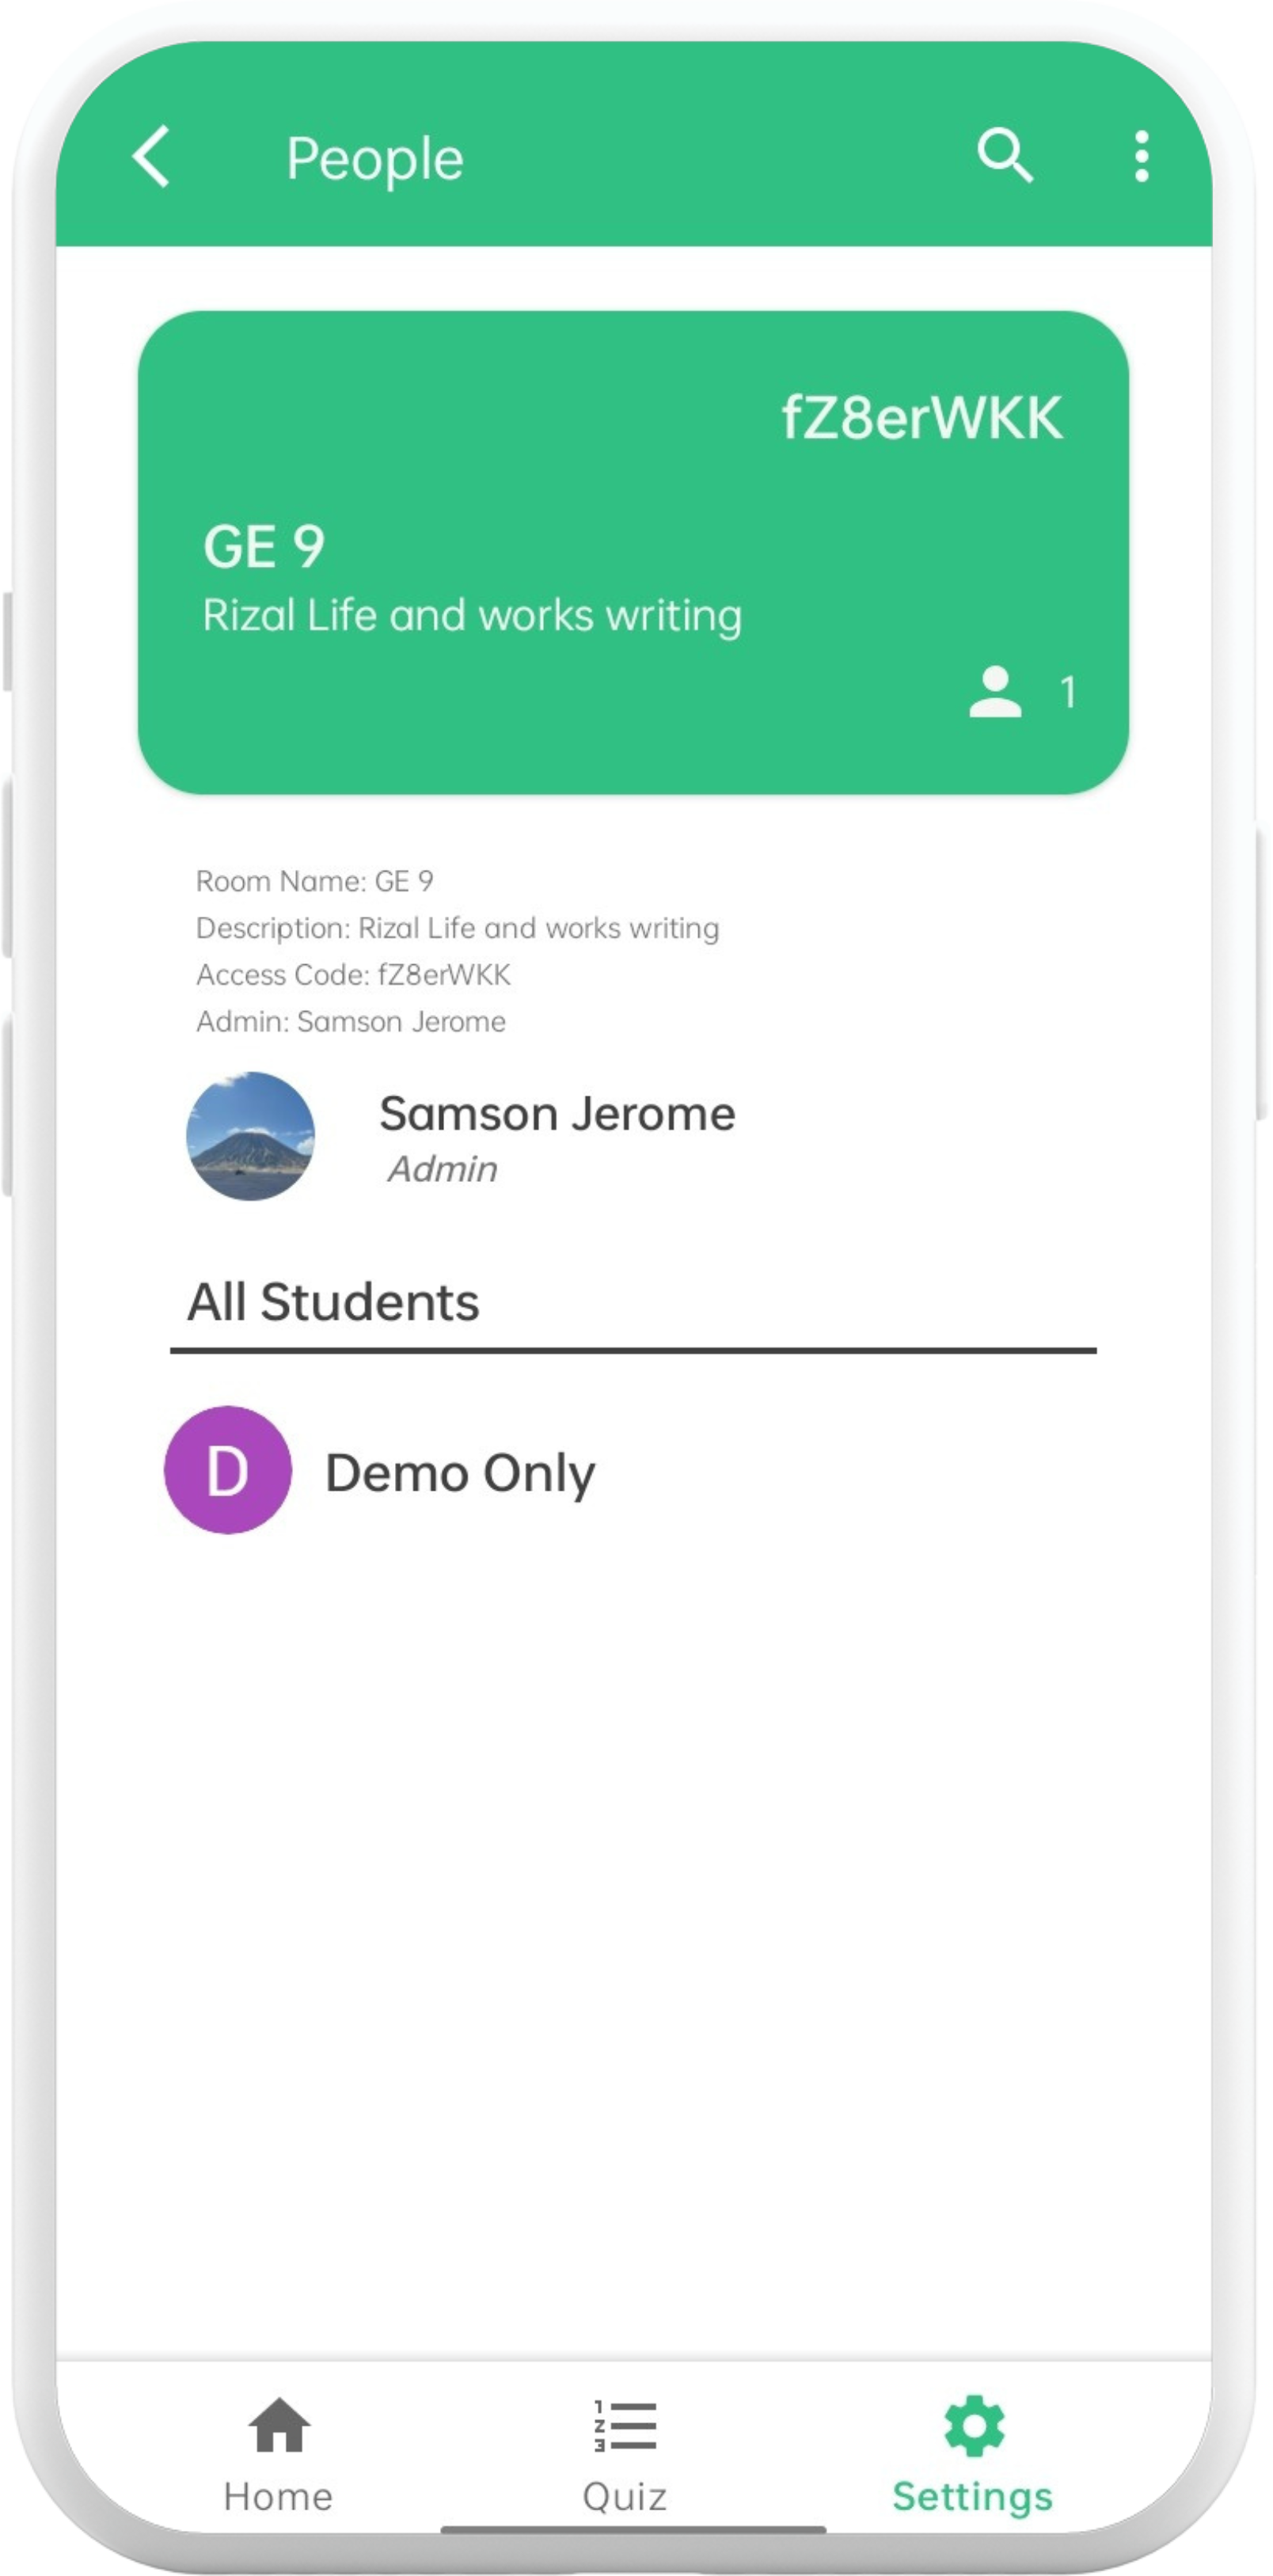 People
fZ8erWKK
GE 9
Rizal Life and works writing
1
Room Name: GE 9
Description: Rizal Life and works writing
Access Code: fZ8erWKK
Admin: Samson Jerome
Samson Jerome
Admin
All Students
D
Demo Only
Home
Quiz
Settings